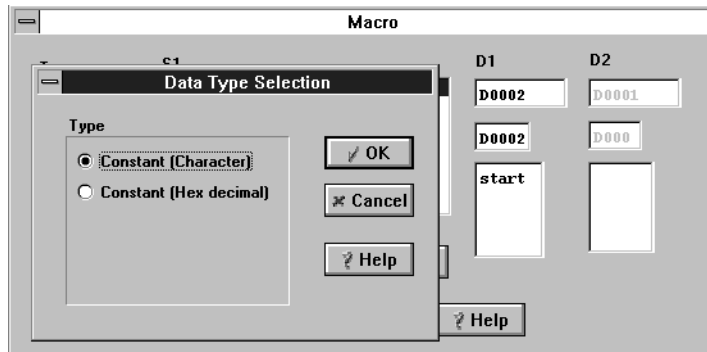 Macro
S1
D1
D2
Data Type Selection
D0002
D0001
Type
Constant (Character)
Constant (Hex decimal)
OK
Cancel
Help
D0002
D000
start
Help